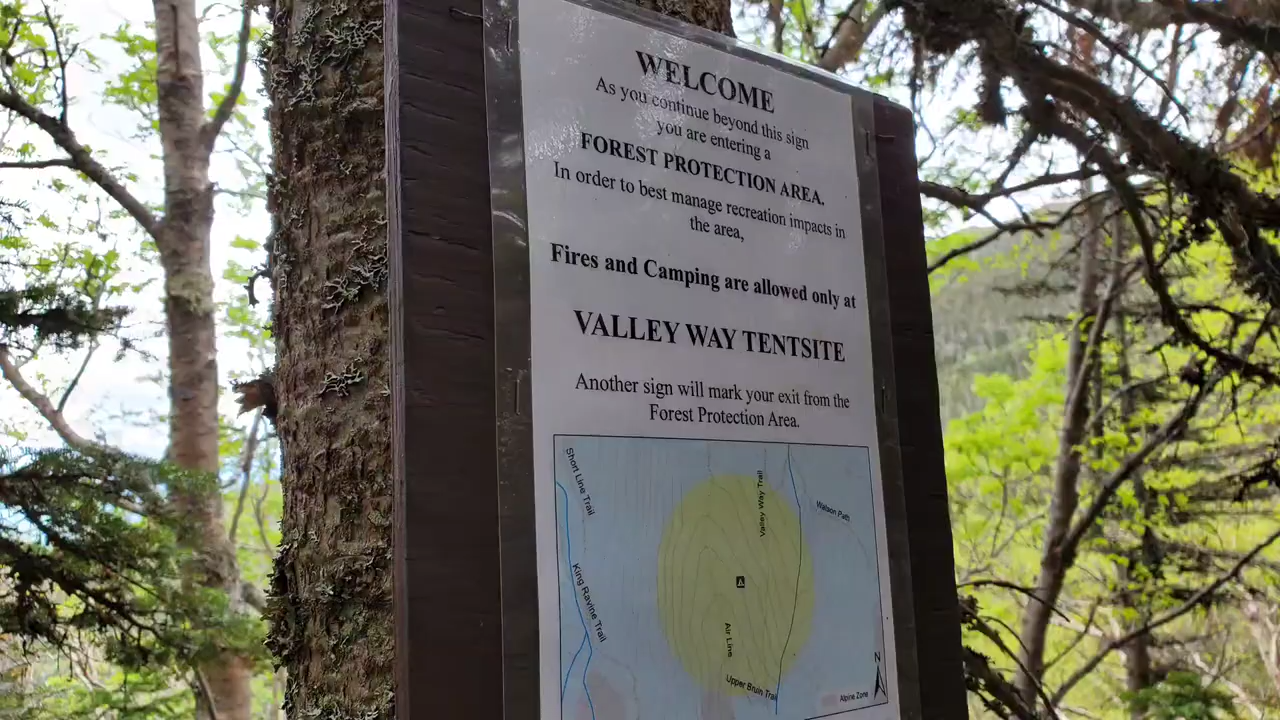 WELCOME
As you continue beyond this sign
you are entering a
FOREST PROTECTION AREA.
In order to best manage recreation impacts in
the area,
Fires and Camping are allowed only at
VALLEY WAY TENTSITE
Another sign will mark your exit from the
Forest Protection Area.
Short Line Trail
Valley Way Trail
Watson Path
King Ravine Trail
Air Line
Upper Bruin Trail
N
Alpine Zone